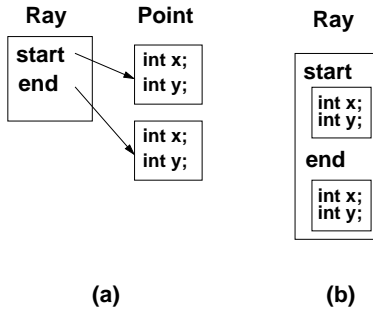 Ray
Point
start
end
int x;
int y;
int x;
int y;
(a)
Ray
start
int x;
int y;
end
int x;
int y;
(b)